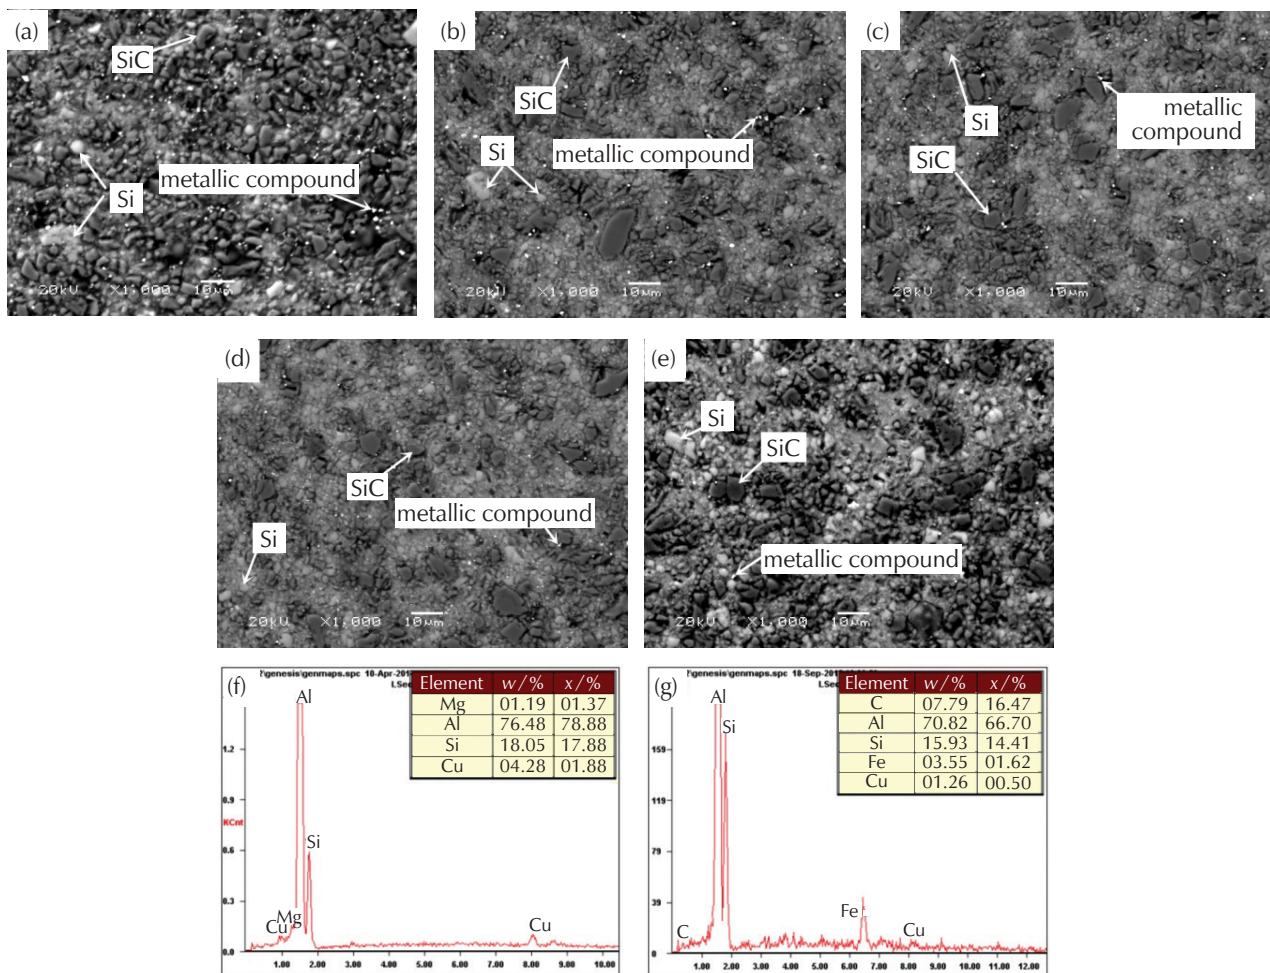 (a)
SiC
Si
metallic compound
20kV ×1,000 10μm
(b)
SiC
Si
metallic compound
20kV ×1,000 10μm
(c)
Si
metallic
compound
SiC
20kV ×1,000 10μm
(d)
SiC
metallic compound
Si
20kV ×1,000 10μm
(e)
Si
SiC
metallic compound
20kV ×1,000 10μm
(f)
Al
Si
Cu
Mg
Cu
KCnt
1.2
0.9
0.6
0.3
0.0
1.00 2.00 3.00 4.00 5.00 6.00 7.00 8.00 9.00 10.00
Element w/% x/%
Mg 01.19 01.37
Al 76.48 78.88
Si 18.05 17.88
Cu 04.28 01.88
(g)
Al
Si
C
Fe
Cu
159
119
79
39
0
1.00 2.00 3.00 4.00 5.00 6.00 7.00 8.00 9.00 10.00 11.00 12.00
Element w/% x/%
C 07.79 16.47
Al 70.82 66.70
Si 15.93 14.41
Fe 03.55 01.62
Cu 01.26 00.50